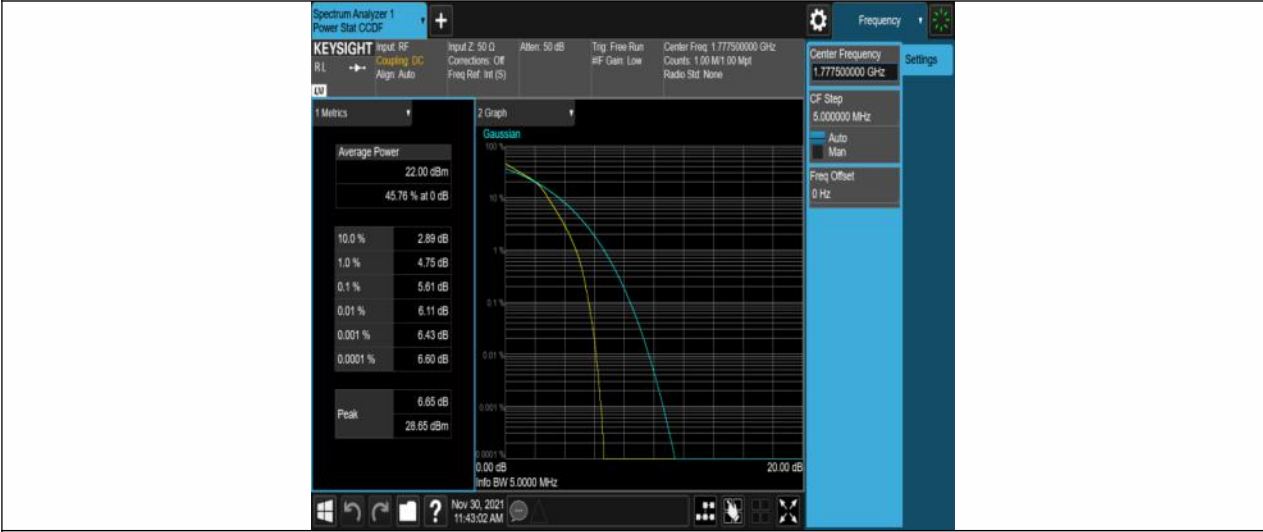 Spectrum Analyzer 1
Power Stat CCDF
+
Frequency
KEYSIGHT
R L
LXI
Input: RF
Coupling: DC
Align: Auto
Input Z: 50 Ω
Corrections: Off
Freq Ref: Int (S)
Atten: 50 dB
Trig: Free Run
#IF Gain: Low
Center Freq: 1.777500000 GHz
Counts: 1.00 M/1.00 Mpt
Radio Std: None
Center Frequency
1.777500000 GHz
Settings
CF Step
5.000000 MHz
Auto
Man
Freq Offset
0 Hz
1 Metrics
Average Power
22.00 dBm
45.76 % at 0 dB
10.0 % 2.89 dB
1.0 % 4.75 dB
0.1 % 5.61 dB
0.01 % 6.11 dB
0.001 % 6.43 dB
0.0001 % 6.60 dB
Peak
6.65 dB
28.65 dBm
2 Graph
Gaussian
100 %
10 %
1 %
0.1 %
0.01 %
0.001 %
0.0001 %
0.00 dB 20.00 dB
Info BW 5.0000 MHz
?
Nov 30, 2021
11:43:02 AM